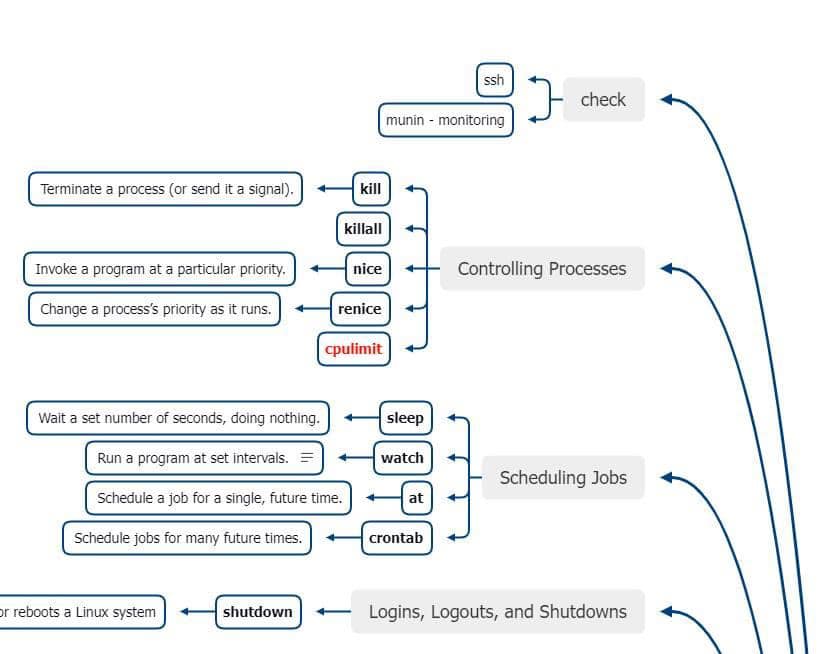 ssh
check
munin - monitoring
Terminate a process (or send it a signal).
kill
killall
Invoke a program at a particular priority.
nice
Controlling Processes
Change a process’s priority as it runs.
renice
cpulimit
Wait a set number of seconds, doing nothing.
sleep
Run a program at set intervals.
watch
Scheduling Jobs
Schedule a job for a single, future time.
at
Schedule jobs for many future times.
crontab
or reboots a Linux system
shutdown
Logins, Logouts, and Shutdowns